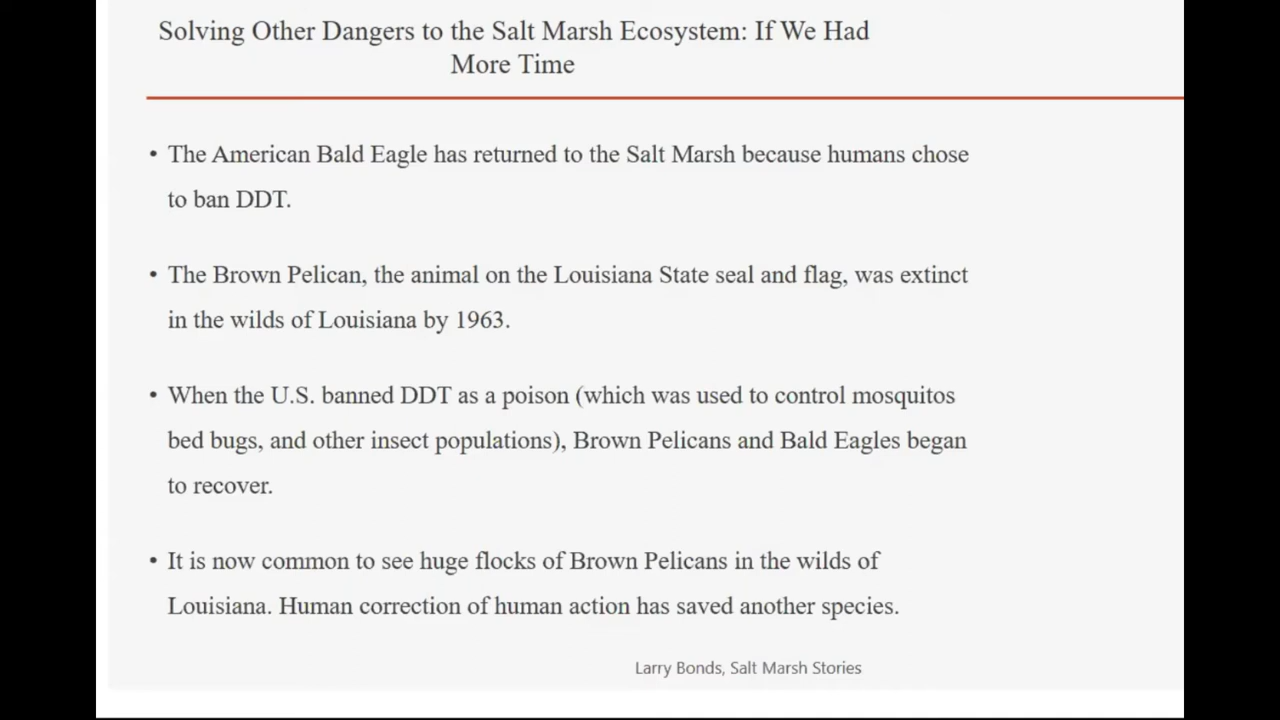 Solving Other Dangers to the Salt Marsh Ecosystem: If We Had
More Time
• The American Bald Eagle has returned to the Salt Marsh because humans chose
to ban DDT.
• The Brown Pelican, the animal on the Louisiana State seal and flag, was extinct
in the wilds of Louisiana by 1963.
• When the U.S. banned DDT as a poison (which was used to control mosquitos
bed bugs, and other insect populations), Brown Pelicans and Bald Eagles began
to recover.
• It is now common to see huge flocks of Brown Pelicans in the wilds of
Louisiana. Human correction of human action has saved another species.
Larry Bonds, Salt Marsh Stories